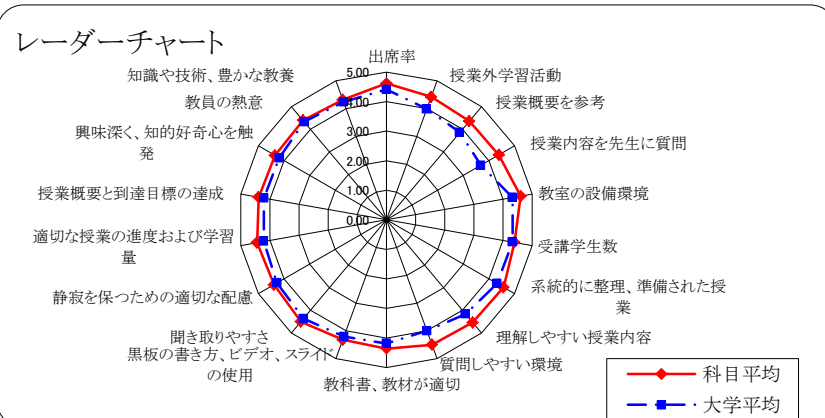 レーダーチャート
出席率
授業外学習活動
授業概要を参考
授業内容を先生に質問
教室の設備環境
受講学生数
系統的に整理、準備された授
業
理解しやすい授業内容
質問しやすい環境
教科書、教材が適切
黒板の書き方、ビデオ、スライド
の使用
聞き取りやすさ
静寂を保つための適切な配慮
適切な授業の進度および学習
量
授業概要と到達目標の達成
興味深く、知的好奇心を触
発
教員の熱意
知識や技術、豊かな教養
5.00
4.00
3.00
2.00
1.00
0.00
科目平均
大学平均